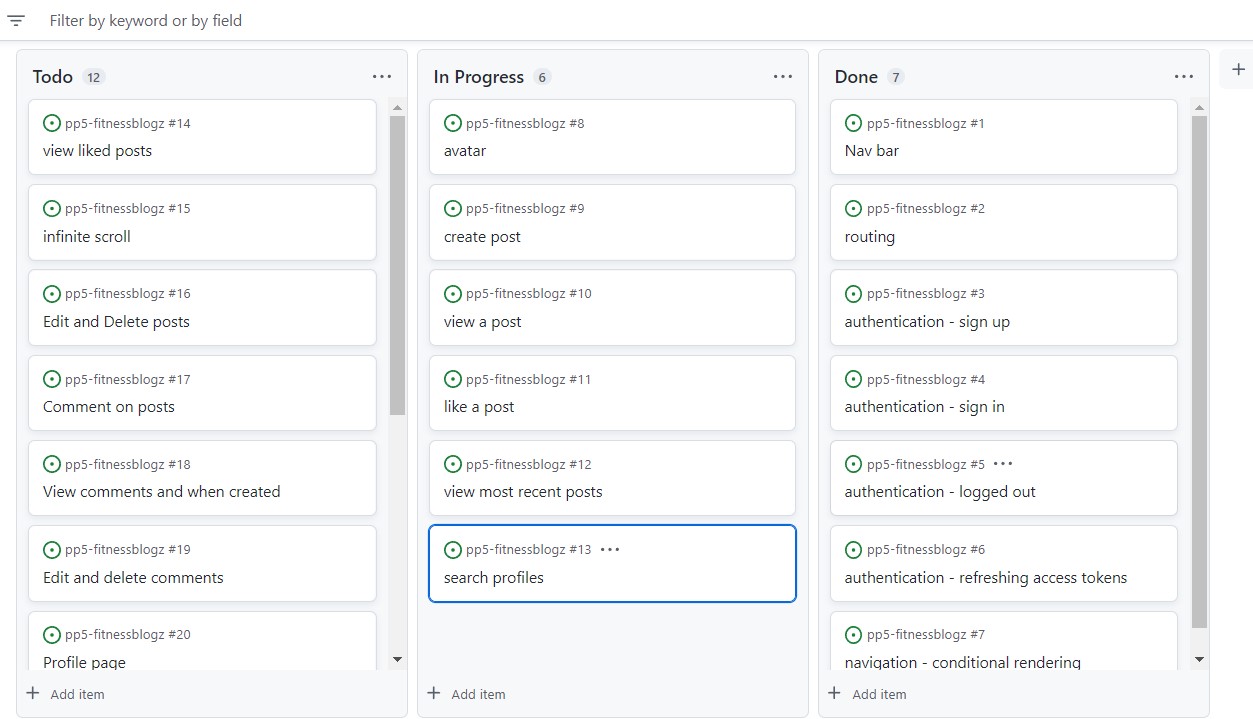 Filter by keyword or by field
Todo 12
pp5-fitnessblogz #14
view liked posts
pp5-fitnessblogz #15
infinite scroll
pp5-fitnessblogz #16
Edit and Delete posts
pp5-fitnessblogz #17
Comment on posts
pp5-fitnessblogz #18
View comments and when created
pp5-fitnessblogz #19
Edit and delete comments
pp5-fitnessblogz #20
Profile page
Add item
In Progress 6
pp5-fitnessblogz #8
avatar
pp5-fitnessblogz #9
create post
pp5-fitnessblogz #10
view a post
pp5-fitnessblogz #11
like a post
pp5-fitnessblogz #12
view most recent posts
pp5-fitnessblogz #13
search profiles
Add item
Done 7
pp5-fitnessblogz #1
Nav bar
pp5-fitnessblogz #2
routing
pp5-fitnessblogz #3
authentication - sign up
pp5-fitnessblogz #4
authentication - sign in
pp5-fitnessblogz #5
authentication - logged out
pp5-fitnessblogz #6
authentication - refreshing access tokens
pp5-fitnessblogz #7
navigation - conditional rendering
Add item